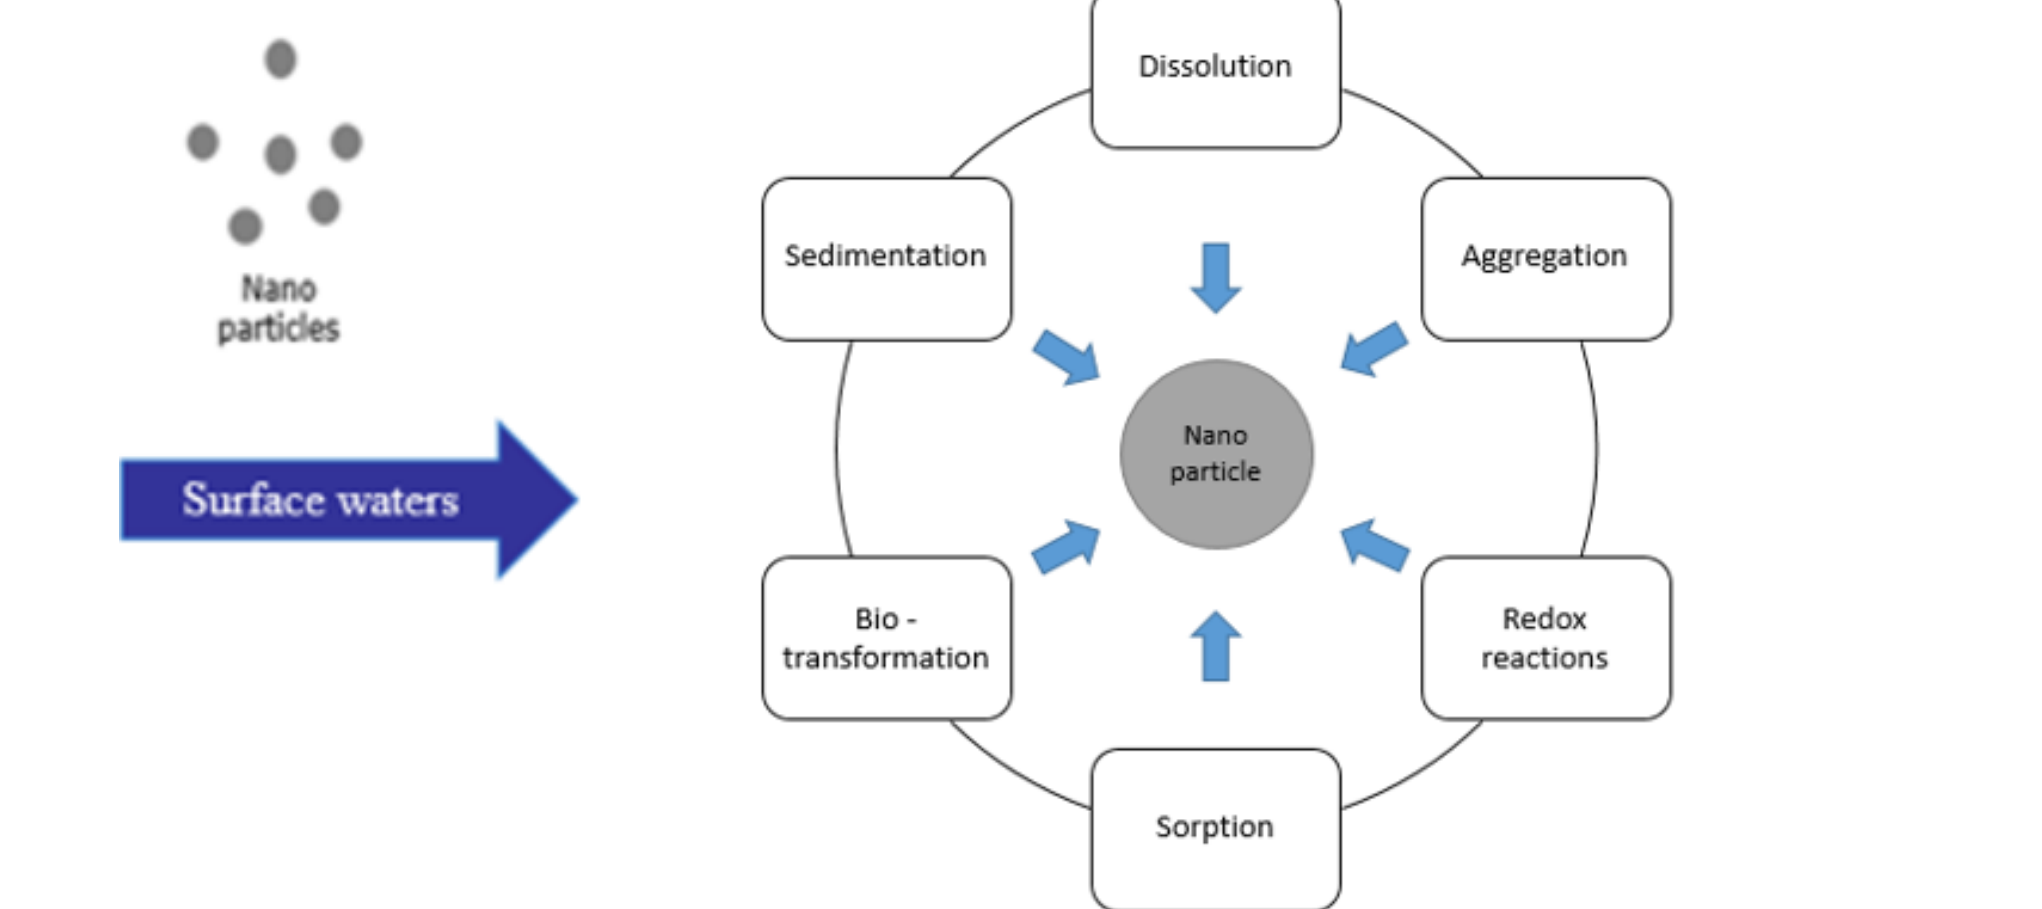 Nano
particles
Surface waters
Dissolution
Sedimentation
Aggregation
Nano
particle
Bio -
transformation
Redox
reactions
Sorption